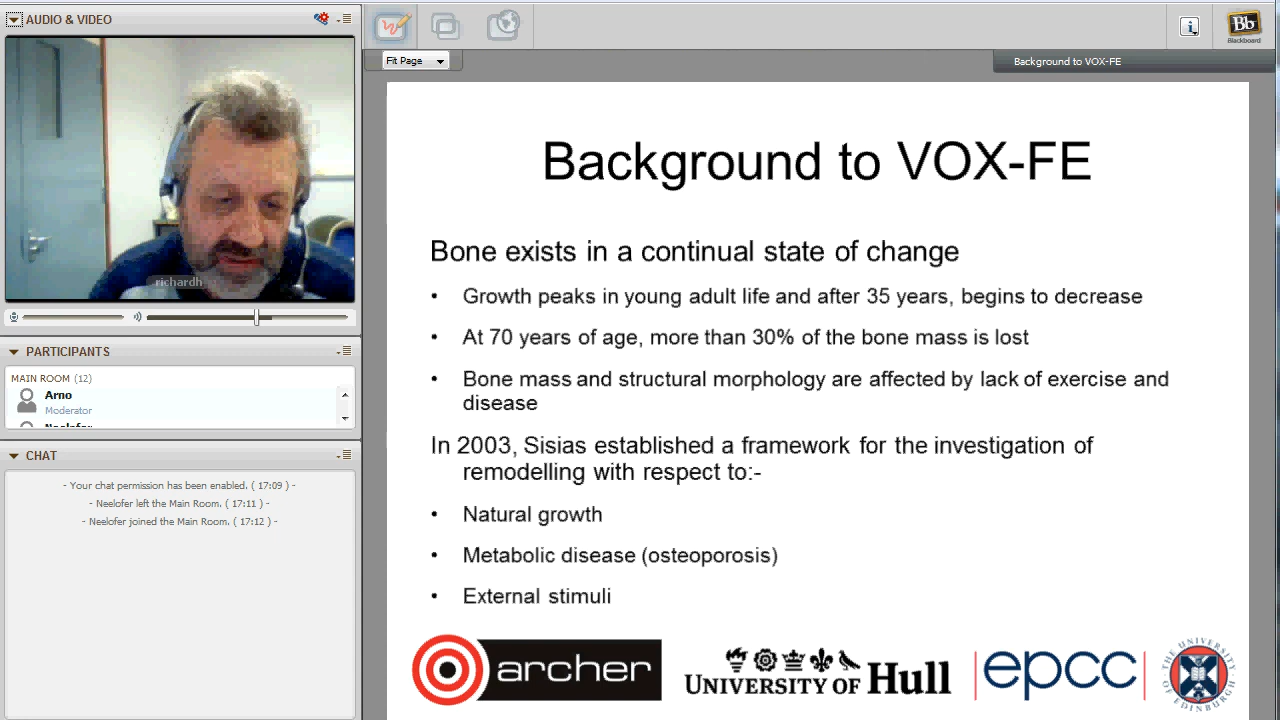 AUDIO & VIDEO
richardh
PARTICIPANTS
MAIN ROOM (12)
Arno
Moderator
Neelofer
CHAT
- Your chat permission has been enabled. ( 17:09 ) -
- Neelofer left the Main Room. ( 17:11 ) -
- Neelofer joined the Main Room. ( 17:12 ) -
Bb
Blackboard
Fit Page
Background to VOX-FE
Background to VOX-FE
Bone exists in a continual state of change
• Growth peaks in young adult life and after 35 years, begins to decrease
• At 70 years of age, more than 30% of the bone mass is lost
• Bone mass and structural morphology are affected by lack of exercise and
disease
In 2003, Sisias established a framework for the investigation of
remodelling with respect to:-
• Natural growth
• Metabolic disease (osteoporosis)
• External stimuli
archer
UNIVERSITY OF Hull
epcc
THE UNIVERSITY OF EDINBURGH